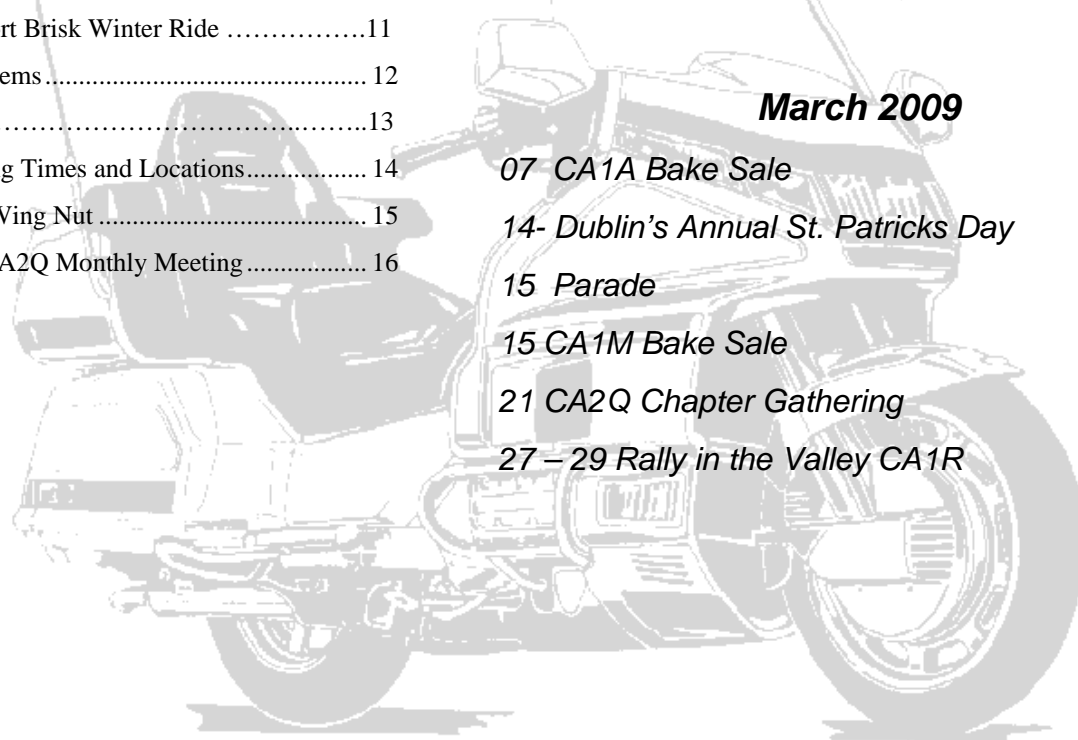 rt Brisk Winter Ride …………….11
ems................................................ 12
………………………………………..13
g Times and Locations.................. 14
Wing Nut ........................................ 15
A2Q Monthly Meeting.................. 16
March 2009
07 CA1A Bake Sale
14- Dublin’s Annual St. Patricks Day
15 Parade
15 CA1M Bake Sale
21 CA2Q Chapter Gathering
27 – 29 Rally in the Valley CA1R